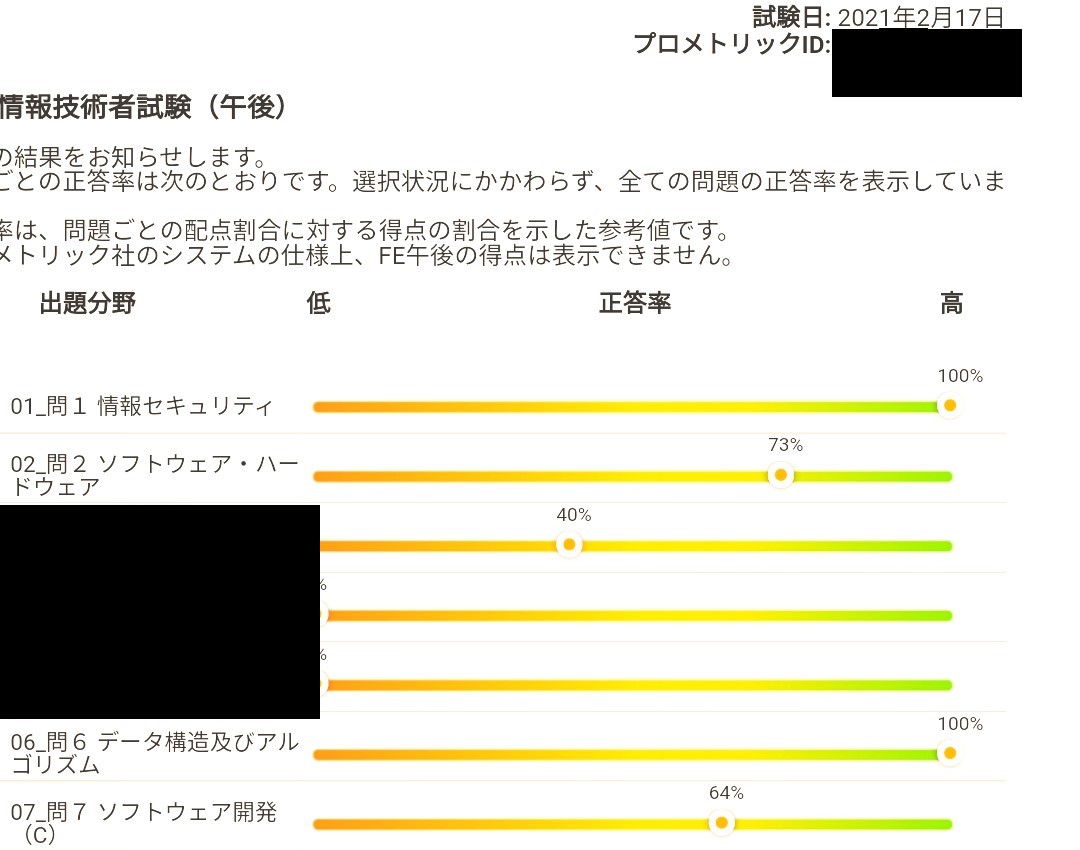 試験日: 2021年2月17日
プロメトリックID:
情報技術者試験（午後）
の結果をお知らせします。
ごとの正答率は次のとおりです。選択状況にかかわらず、全ての問題の正答率を表示していま
率は、問題ごとの配点割合に対する得点の割合を示した参考値です。
メトリック社のシステムの仕様上、FE午後の得点は表示できません。
出題分野 低 正答率 高
100%
01_問１ 情報セキュリティ
73%
02_問２ ソフトウェア・ハー
ドウェア
40%
%
%
100%
06_問６ データ構造及びアル
ゴリズム
64%
07_問７ ソフトウェア開発
（C）